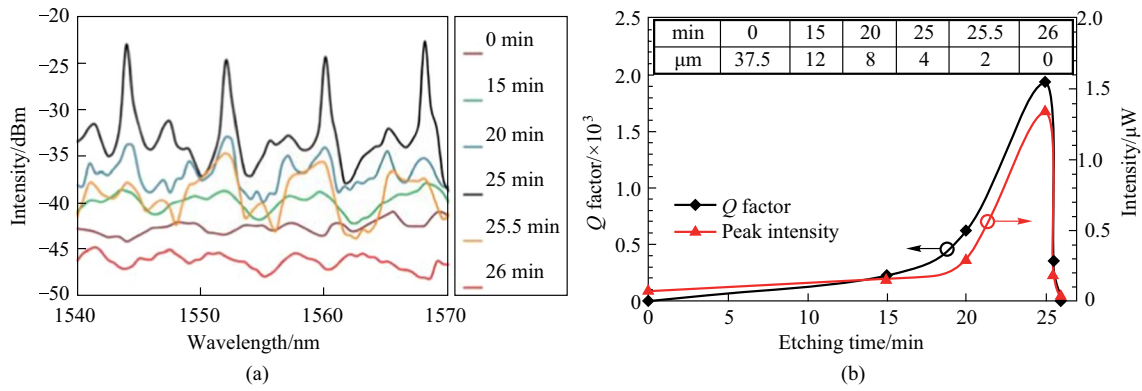 (a)
−20
−25
−30
−35
−40
−45
−50
Intensity/dBm
1540
1550
1560
1570
Wavelength/nm
0 min
15 min
20 min
25 min
25.5 min
26 min
(b)
2.5
2.0
1.5
1.0
0.5
0
Q factor/×10³
min 0 15 20 25 25.5 26
μm 37.5 12 8 4 2 0
Q factor
Peak intensity
2.0
1.5
1.0
0.5
0
Intensity/μW
0
5
10
15
20
25
Etching time/min
(a)
(b)